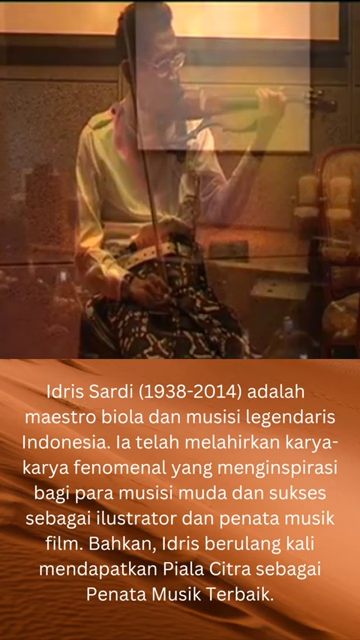 Idris Sardi (1938-2014) adalah
maestro biola dan musisi legendaris
Indonesia. Ia telah melahirkan karya-
karya fenomenal yang menginspirasi
bagi para musisi muda dan sukses
sebagai ilustrator dan penata musik
film. Bahkan, Idris berulang kali
mendapatkan Piala Citra sebagai
Penata Musik Terbaik.